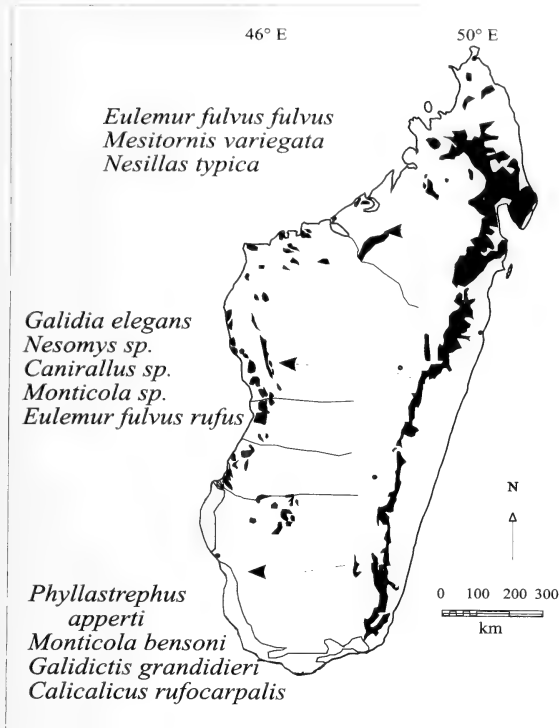 46° E 50° E
Eulemur fulvus fulvus
Mesitornis variegata
Nesillas typica
Galidia elegans
Nesomys sp.
Canirallus sp.
Monticola sp.
Eulemur fulvus rufus
N
0 100 200 300
km
Phyllastrephus
apperti
Monticola bensoni
Galidictis grandidieri
Calicalicus rufocarpalis